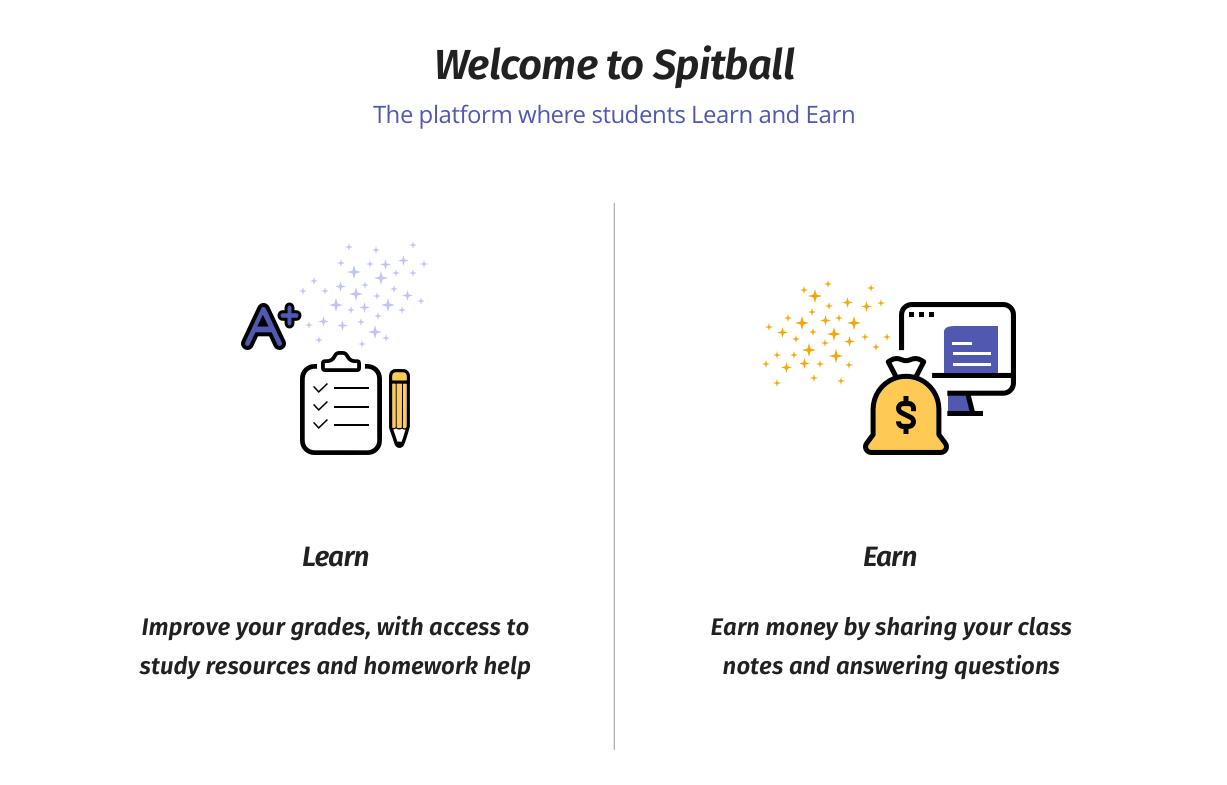 Welcome to Spitball
The platform where students Learn and Earn
A+
$
Learn
Improve your grades, with access to
study resources and homework help
Earn
Earn money by sharing your class
notes and answering questions